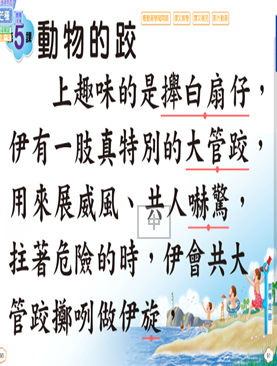 第5課
動物的跤
上趣味的是攑白扇仔，
伊有一肢真特別的大管跤，
用來展威風、共人嚇驚，
拄著危險的時，伊會共大
管跤擲咧做伊旋，